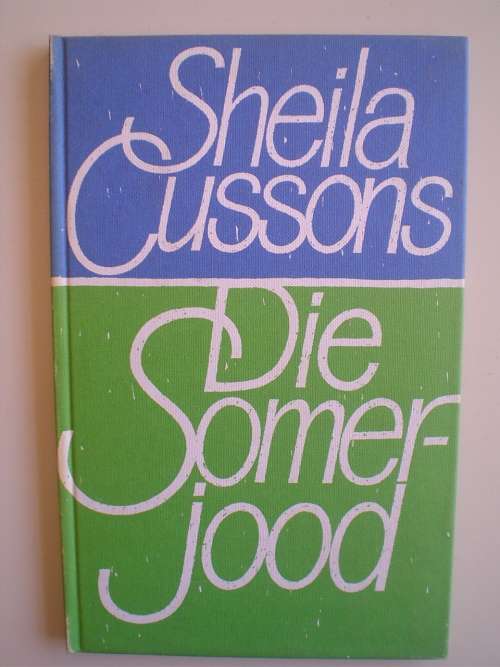 Sheila
Cussons
Die
Somer-
jood